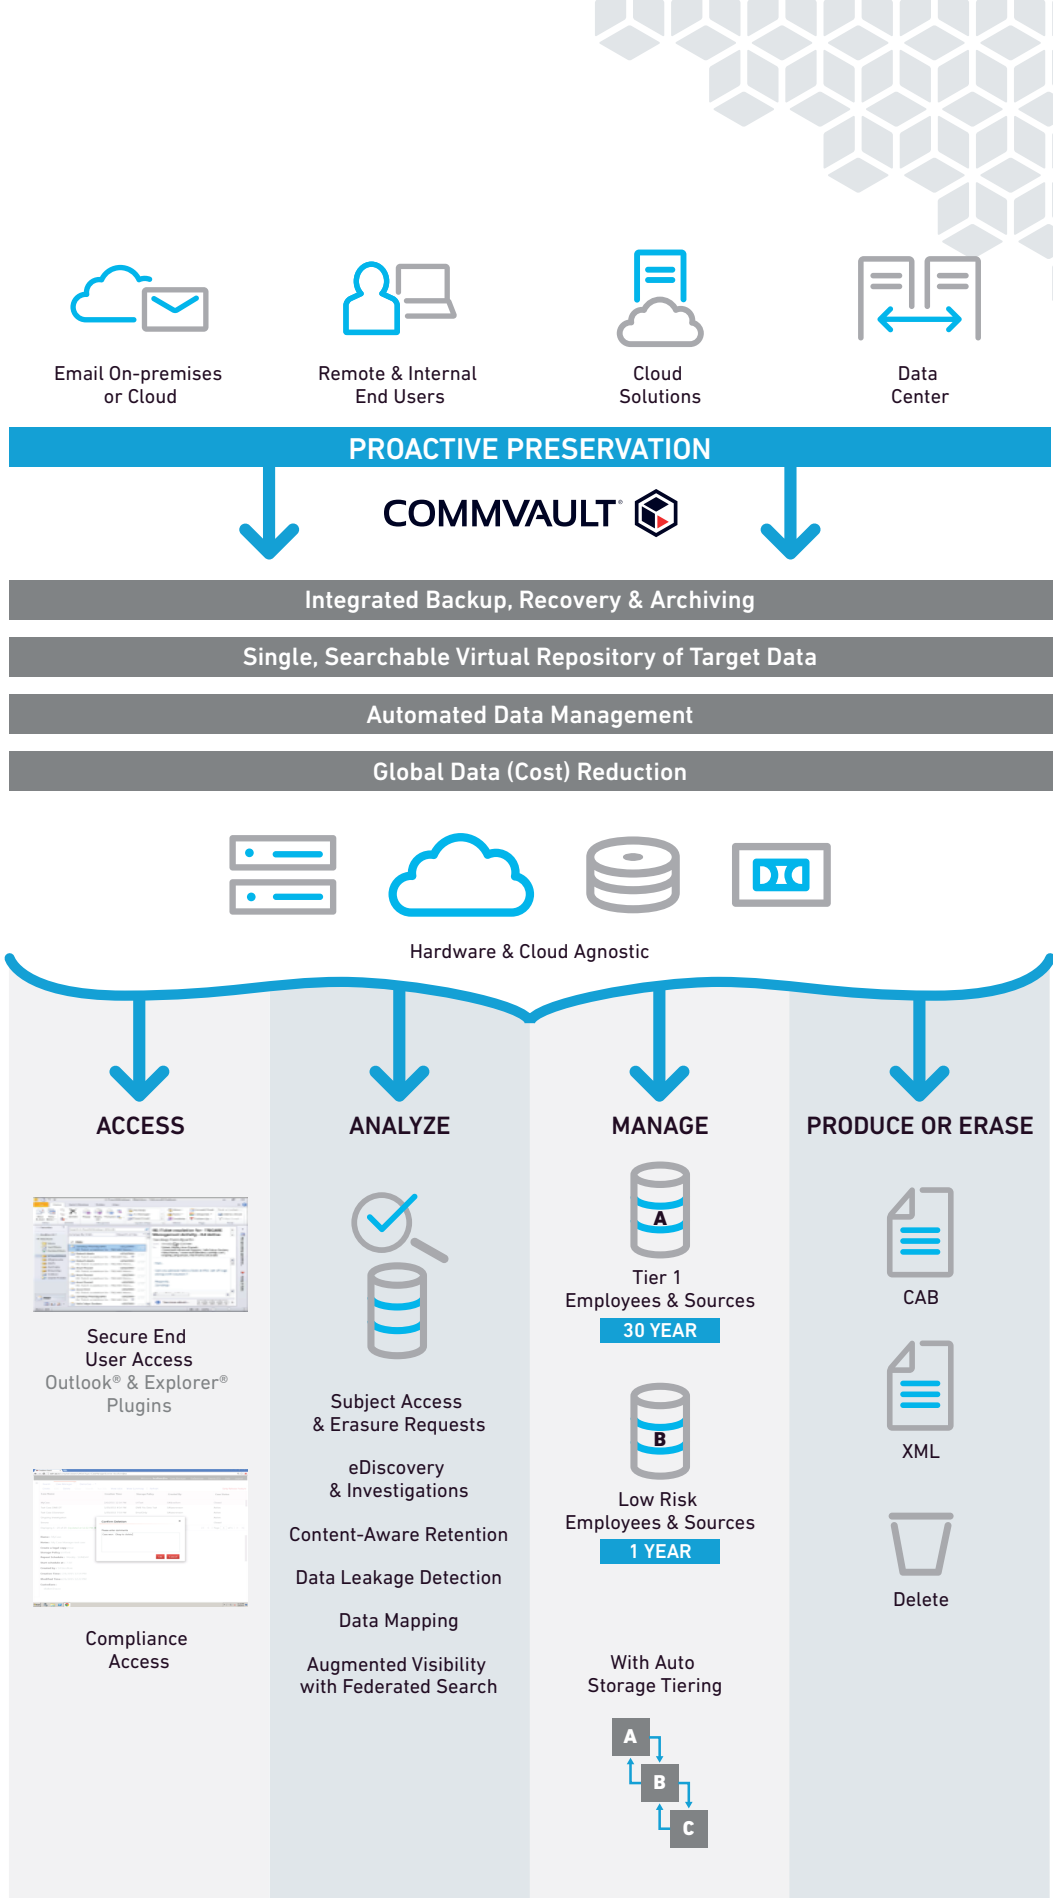 Email On-premises
or Cloud
Remote & Internal
End Users
Cloud
Solutions
Data
Center
PROACTIVE PRESERVATION
COMMVAULT®
Integrated Backup, Recovery & Archiving
Single, Searchable Virtual Repository of Target Data
Automated Data Management
Global Data (Cost) Reduction
Hardware & Cloud Agnostic
ACCESS
Secure End
User Access
Outlook® & Explorer®
Plugins
Compliance
Access
ANALYZE
Subject Access
& Erasure Requests
eDiscovery
& Investigations
Content-Aware Retention
Data Leakage Detection
Data Mapping
Augmented Visibility
with Federated Search
MANAGE
A
Tier 1
Employees & Sources
30 YEAR
B
Low Risk
Employees & Sources
1 YEAR
With Auto
Storage Tiering
A
B
C
PRODUCE OR ERASE
CAB
XML
Delete